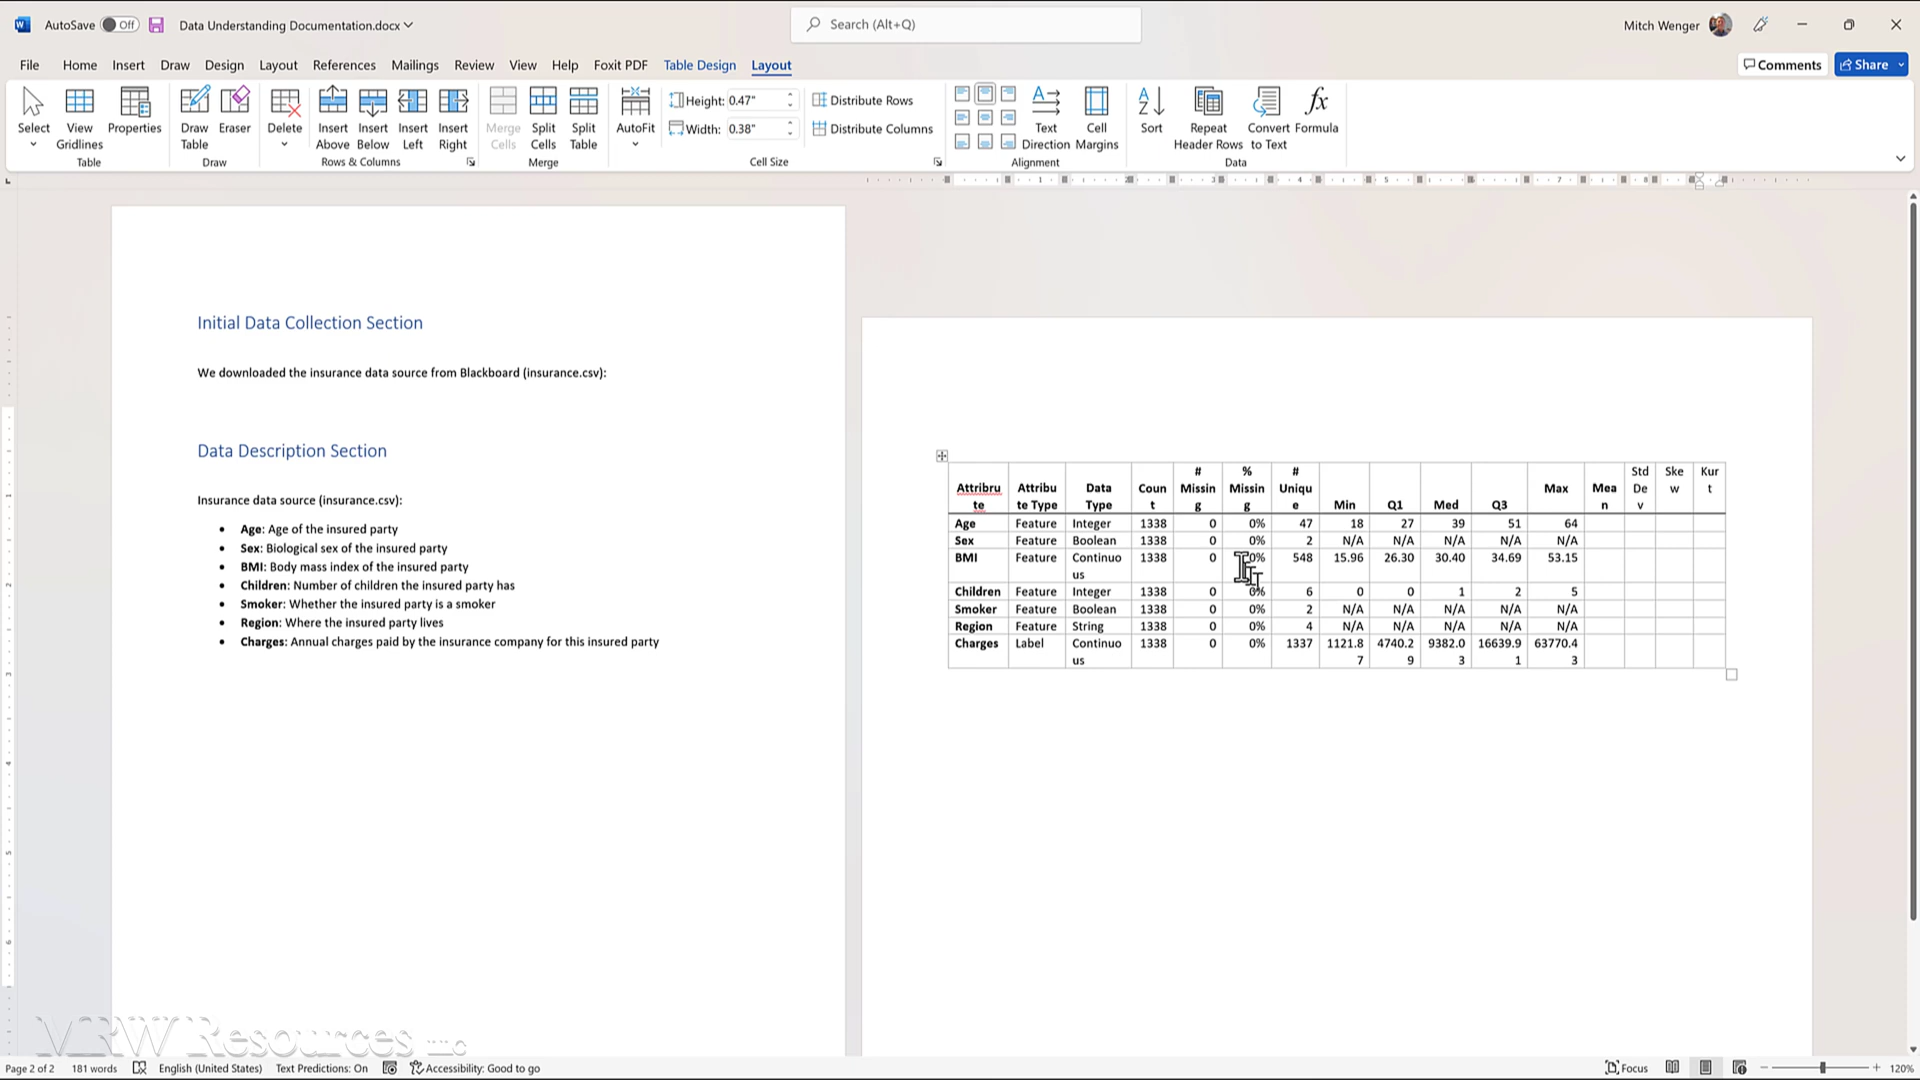 AutoSave Off Data Understanding Documentation.docx Search (Alt+Q) Mitch Wenger
File Home Insert Draw Design Layout References Mailings Review View Help Foxit PDF Table Design Layout Comments Share
Select View Gridlines Properties Draw Table Eraser Delete Insert Above Insert Below Insert Left Insert Right Merge Cells Split Cells Split Table AutoFit Height: 0.47" Width: 0.38" Distribute Rows Distribute Columns Text Direction Cell Margins Sort Repeat Header Rows Convert to Text Formula
Table Draw Rows & Columns Merge Cell Size Alignment Data
Initial Data Collection Section
We downloaded the insurance data source from Blackboard (insurance.csv):
Data Description Section
Insurance data source (insurance.csv):
• Age: Age of the insured party
• Sex: Biological sex of the insured party
• BMI: Body mass index of the insured party
• Children: Number of children the insured party has
• Smoker: Whether the insured party is a smoker
• Region: Where the insured party lives
• Charges: Annual charges paid by the insurance company for this insured party
Attribrute Attribute Type Data Type Count # Missing % Missing # Unique Min Q1 Med Q3 Max Mean Std Dev Skew Kurt
Age Feature Integer 1338 0 0% 47 18 27 39 51 64
Sex Feature Boolean 1338 0 0% 2 N/A N/A N/A N/A N/A
BMI Feature Continuous 1338 0 0% 548 15.96 26.30 30.40 34.69 53.15
Children Feature Integer 1338 0 0% 6 0 0 1 2 5
Smoker Feature Boolean 1338 0 0% 2 N/A N/A N/A N/A N/A
Region Feature String 1338 0 0% 4 N/A N/A N/A N/A N/A
Charges Label Continuous 1338 0 0% 1337 1121.87 4740.29 9382.03 16639.91 63770.43
MRW Resources LLC
Page 2 of 2 181 words English (United States) Text Predictions: On Accessibility: Good to go Focus 120%